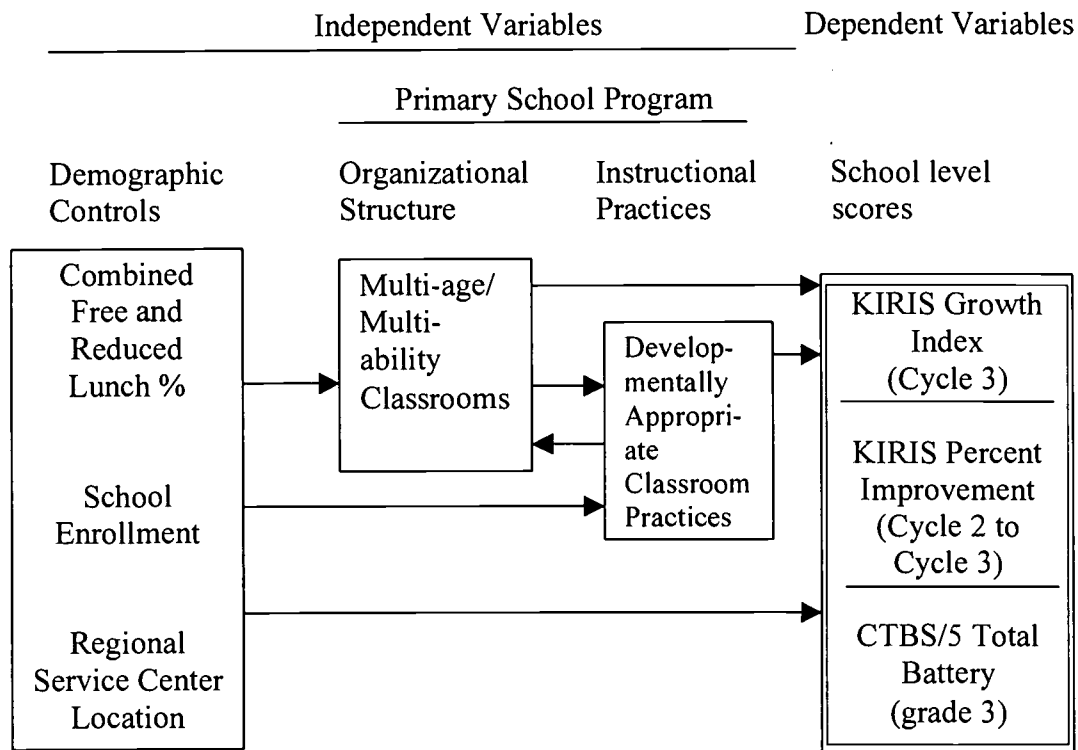 Independent Variables
Dependent Variables
Primary School Program
Demographic
Controls
Organizational
Structure
Instructional
Practices
School level
scores
Combined
Free and
Reduced
Lunch %
School
Enrollment
Regional
Service Center
Location
Multi-age/
Multi-
ability
Classrooms
Develop-
mentally
Appropri-
ate
Classroom
Practices
KIRIS Growth
Index
(Cycle 3)
KIRIS Percent
Improvement
(Cycle 2 to
Cycle 3)
CTBS/5 Total
Battery
(grade 3)